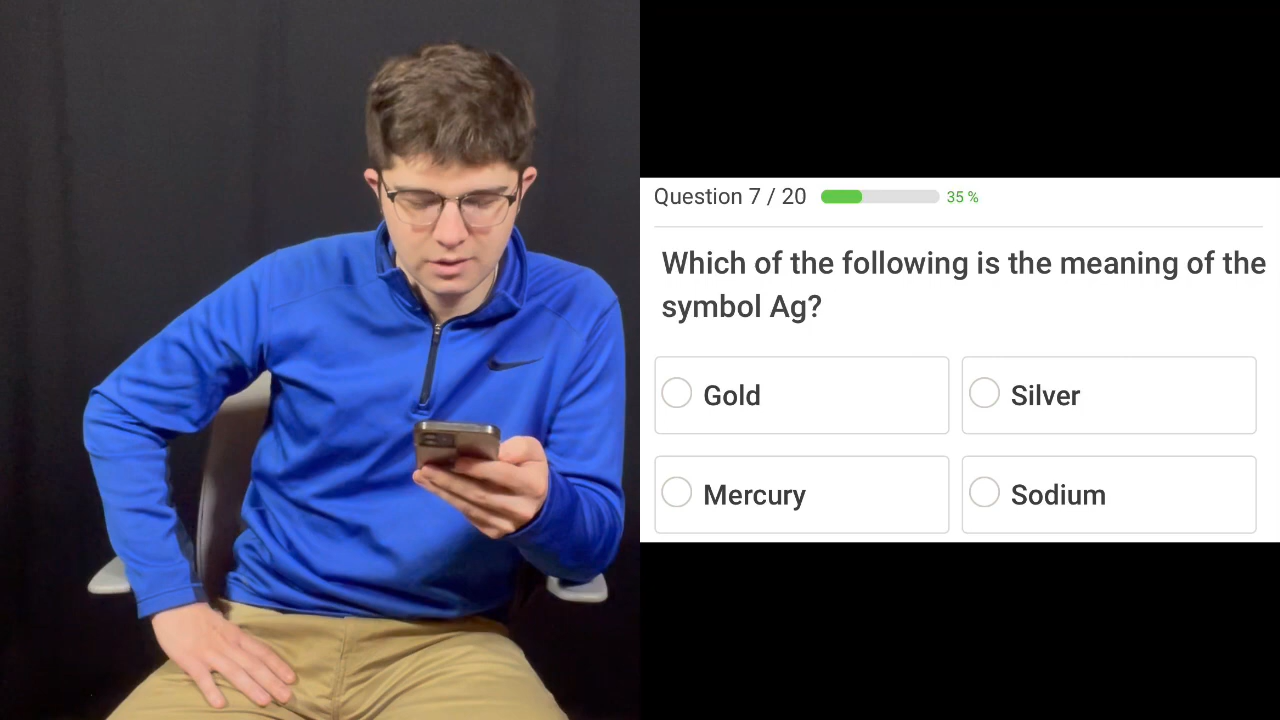 Question 7 / 20 35 %
Which of the following is the meaning of the
symbol Ag?
Gold
Silver
Mercury
Sodium